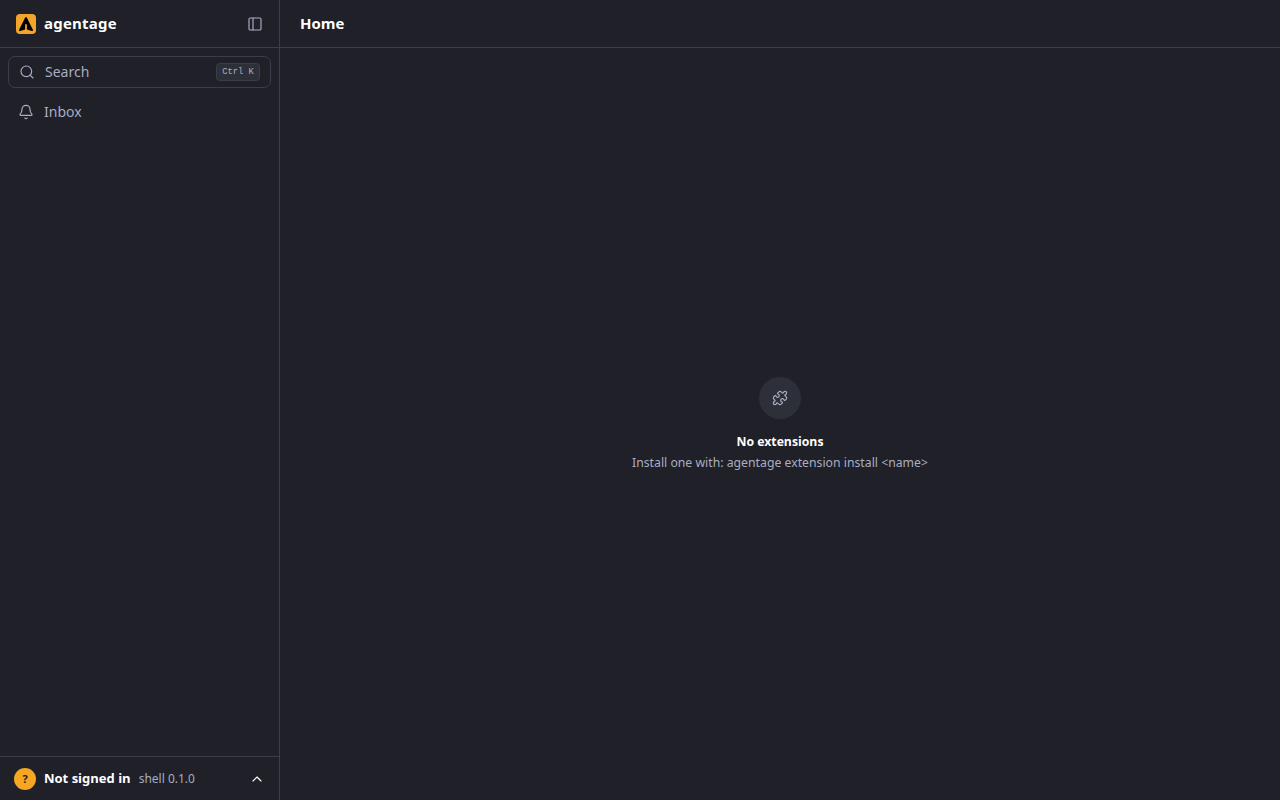 agentage
Home
Search
Ctrl K
Inbox
No extensions
Install one with: agentage extension install <name>
?
Not signed in shell 0.1.0